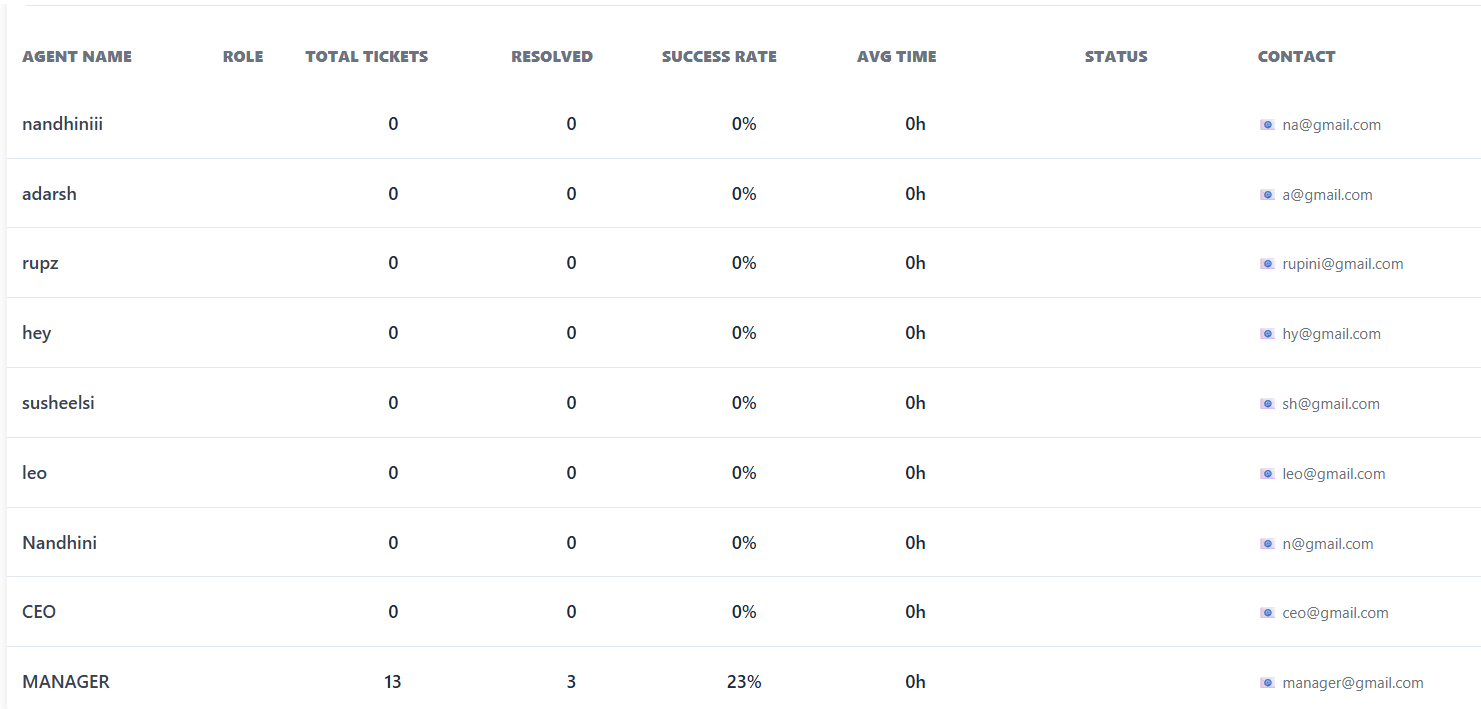 AGENT NAME ROLE TOTAL TICKETS RESOLVED SUCCESS RATE AVG TIME STATUS CONTACT
nandhiniii 0 0 0% 0h na@gmail.com
adarsh 0 0 0% 0h a@gmail.com
rupz 0 0 0% 0h rupini@gmail.com
hey 0 0 0% 0h hy@gmail.com
susheelsi 0 0 0% 0h sh@gmail.com
leo 0 0 0% 0h leo@gmail.com
Nandhini 0 0 0% 0h n@gmail.com
CEO 0 0 0% 0h ceo@gmail.com
MANAGER 13 3 23% 0h manager@gmail.com